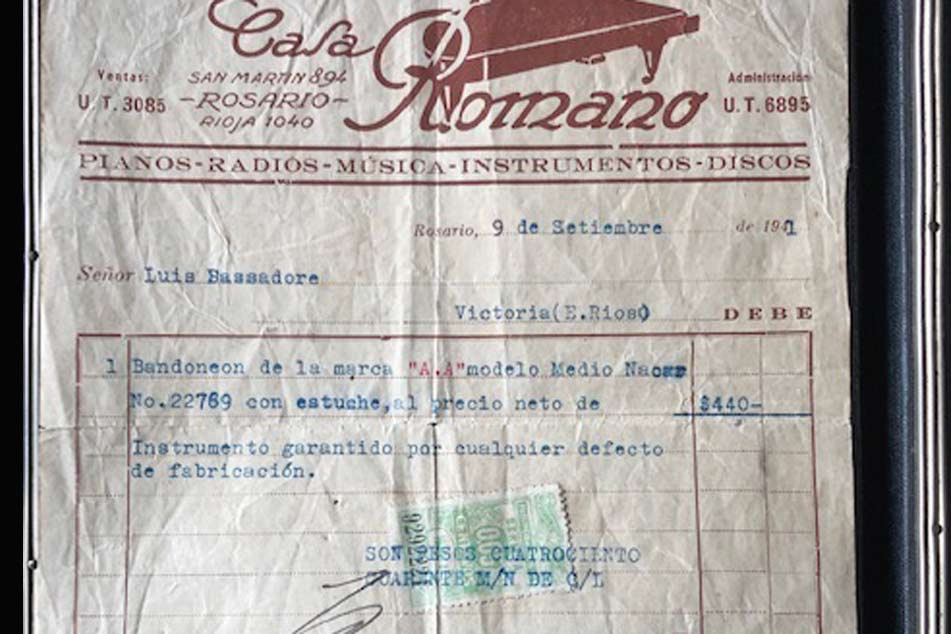 Casa Romano
Ventas:
U.T. 3085
SAN MARTIN 894
-ROSARIO-
RIOJA 1040
Administración
U.T. 6895
PIANOS-RADIOS-MÚSICA-INSTRUMENTOS-DISCOS
Rosario, 9 de Setiembre de 1941
Señor Luis Bassadore
Victoria(E.Rios) DEBE
1 Bandoneon de la marca "A.A"modelo Medio Nacar
No.22769 con estuche,al precio neto de $440-
Instrumento garantido por cualquier defecto
de fabricación.
SON PESOS CUATROCIENTO
CUARENTE M/N DE C/L